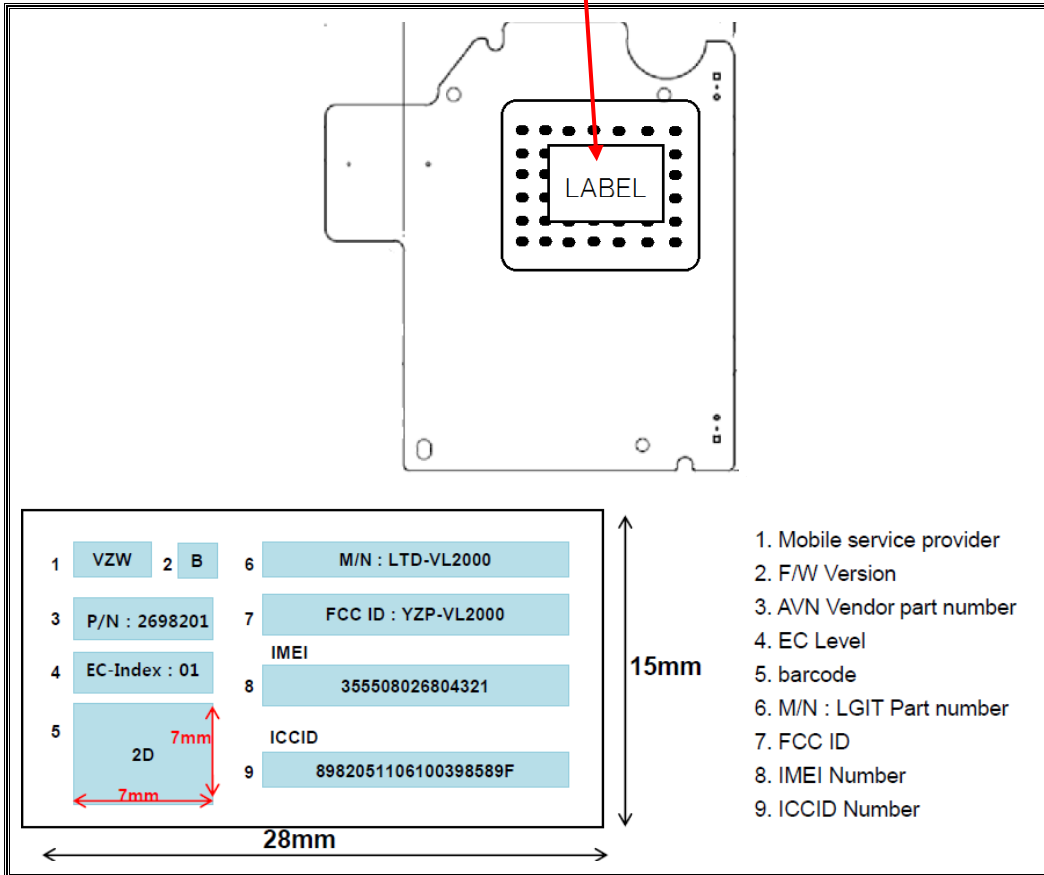 LABEL
1 VZW 2 B 6 M/N : LTD-VL2000
3 P/N : 2698201 7 FCC ID : YZP-VL2000
IMEI
4 EC-Index : 01 8 355508026804321
5 2D 7mm 7mm
ICCID
9 8982051106100398589F
15mm
28mm
1. Mobile service provider
2. F/W Version
3. AVN Vendor part number
4. EC Level
5. barcode
6. M/N : LGIT Part number
7. FCC ID
8. IMEI Number
9. ICCID Number